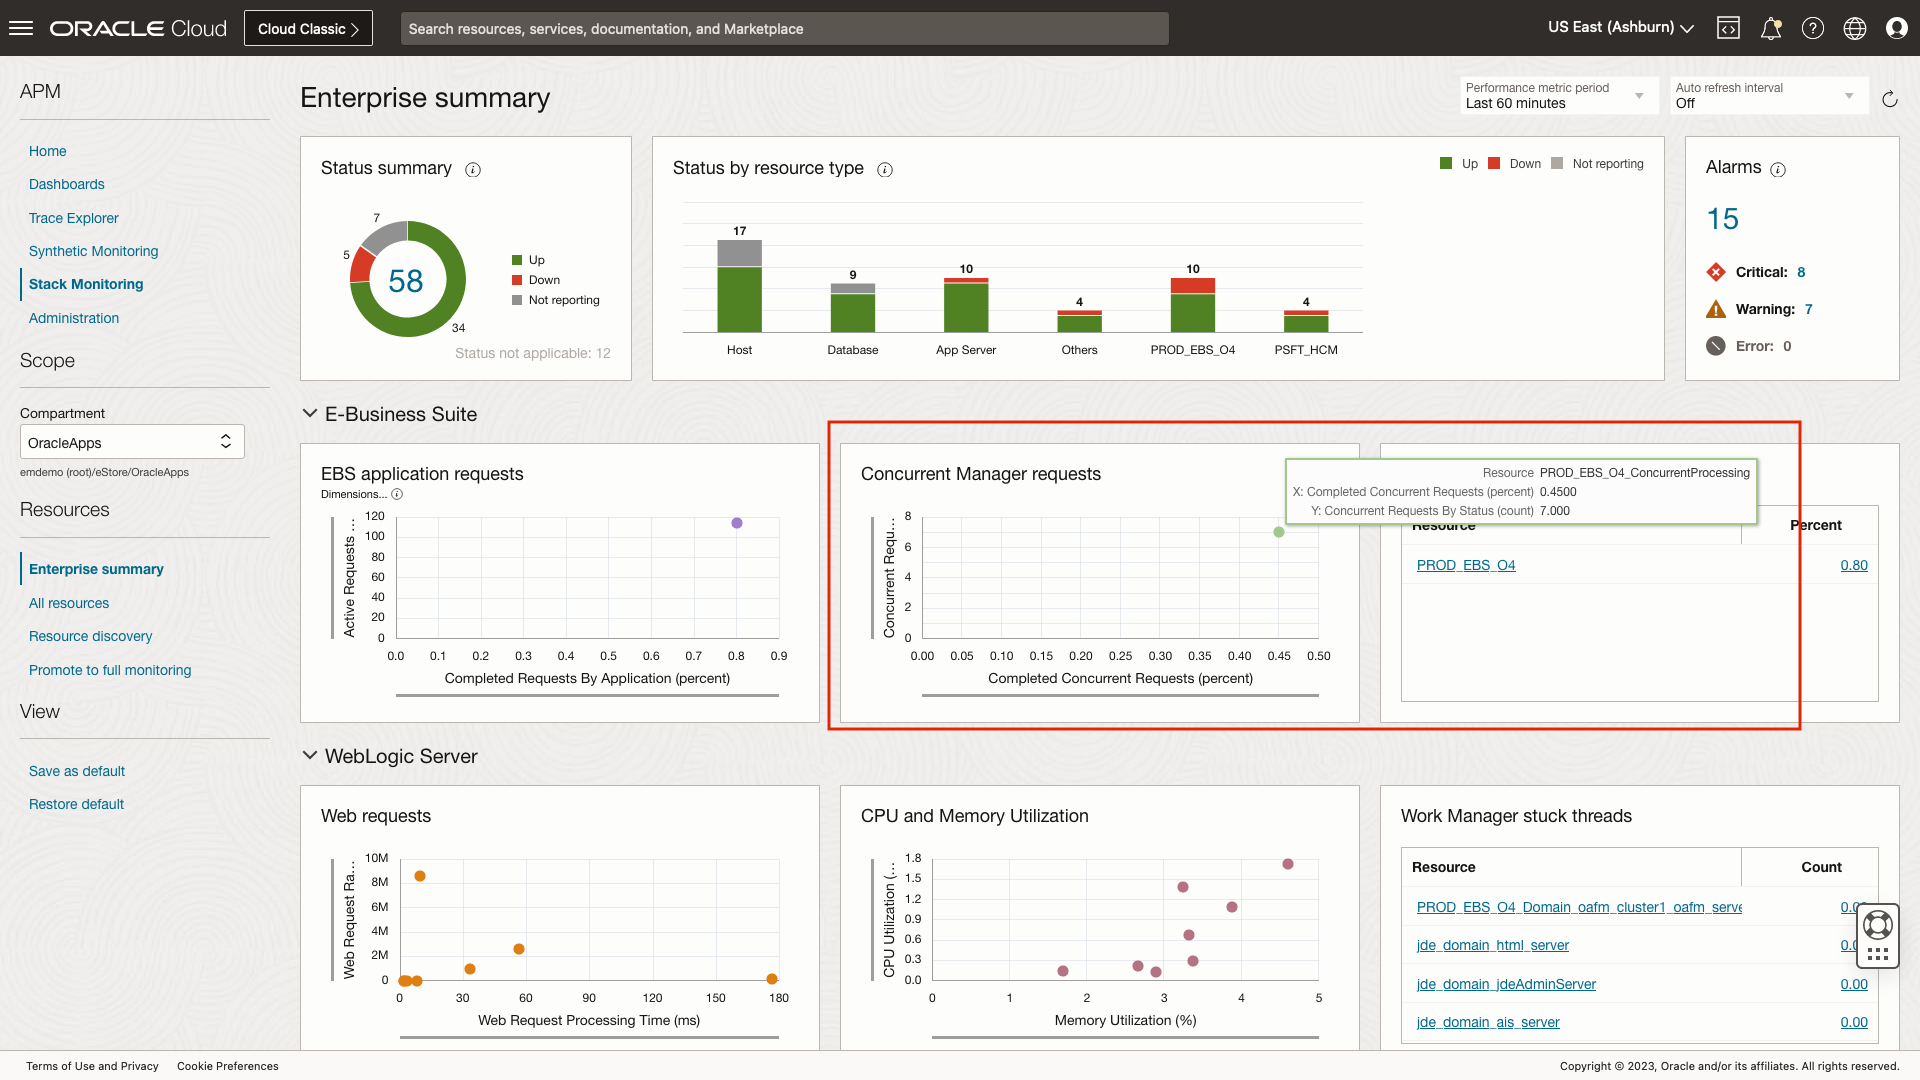 ORACLE Cloud
Cloud Classic
Search resources, services, documentation, and Marketplace
US East (Ashburn)
APM
Home
Dashboards
Trace Explorer
Synthetic Monitoring
Stack Monitoring
Administration
Scope
Compartment
OracleApps
emdemo (root)/eStore/OracleApps
Resources
Enterprise summary
All resources
Resource discovery
Promote to full monitoring
View
Save as default
Restore default
Enterprise summary
Performance metric period
Last 60 minutes
Auto refresh interval
Off
Status summary
7
5
58
34
Up
Down
Not reporting
Status not applicable: 12
Status by resource type
Up Down Not reporting
17 9 10 4 10 4
Host Database App Server Others PROD_EBS_O4 PSFT_HCM
Alarms
15
Critical: 8
Warning: 7
Error: 0
E-Business Suite
EBS application requests
Dimensions...
Active Requests ...
120
100
80
60
40
20
0
0.0 0.1 0.2 0.3 0.4 0.5 0.6 0.7 0.8 0.9
Completed Requests By Application (percent)
Concurrent Manager requests
Concurrent Requ...
8
6
4
2
0
0.00 0.05 0.10 0.15 0.20 0.25 0.30 0.35 0.40 0.45 0.50
Completed Concurrent Requests (percent)
Resource PROD_EBS_O4_ConcurrentProcessing
X: Completed Concurrent Requests (percent) 0.4500
Y: Concurrent Requests By Status (count) 7.000
Resource Percent
PROD_EBS_O4 0.80
WebLogic Server
Web requests
Web Request Ra...
10M
8M
6M
4M
2M
0
0 30 60 90 120 150 180
Web Request Processing Time (ms)
CPU and Memory Utilization
CPU Utilization (...
1.8
1.5
1.2
0.9
0.6
0.3
0.0
0 1 2 3 4 5
Memory Utilization (%)
Work Manager stuck threads
Resource Count
PROD_EBS_O4_Domain_oafm_cluster1_oafm_serve
jde_domain_html_server
jde_domain_jdeAdminServer 0.00
jde_domain_ais_server 0.00
Terms of Use and Privacy Cookie Preferences
Copyright © 2023, Oracle and/or its affiliates. All rights reserved.